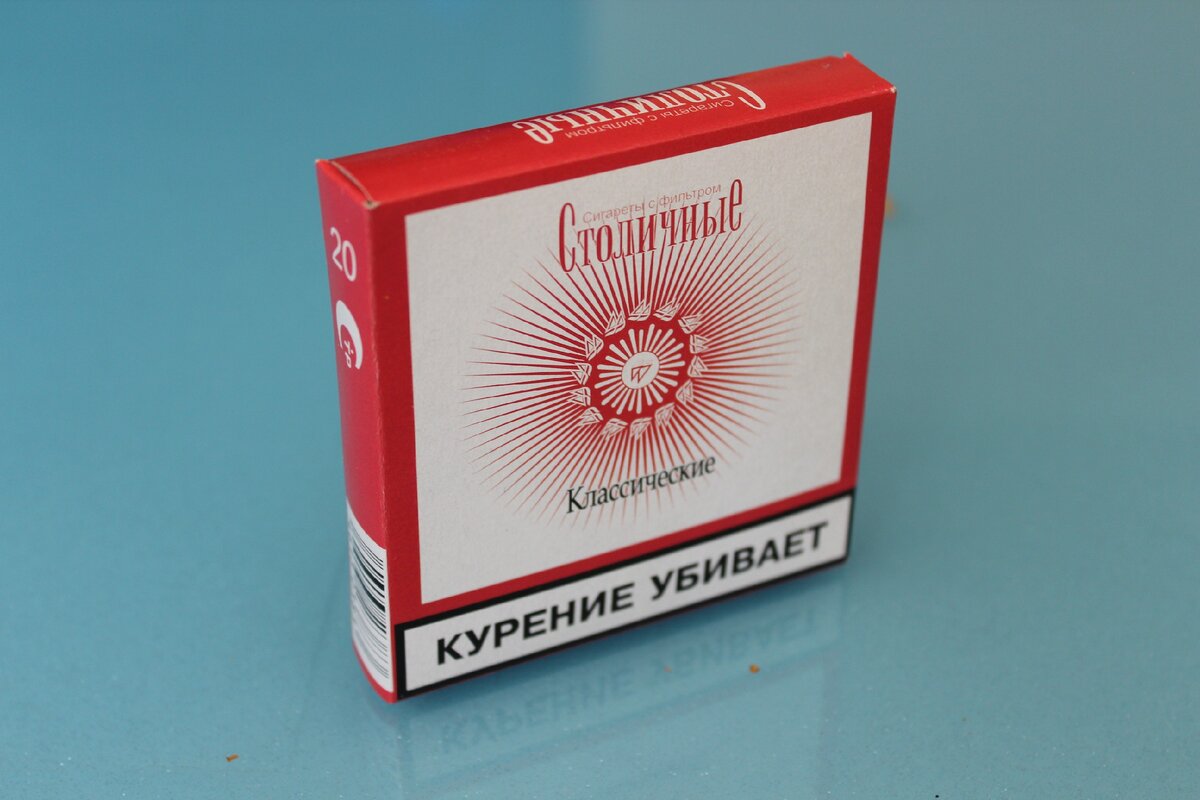 Столичные
Сигареты с фильтром
20
Сигареты с фильтром
Столичные
Классические
КУРЕНИЕ УБИВАЕТ